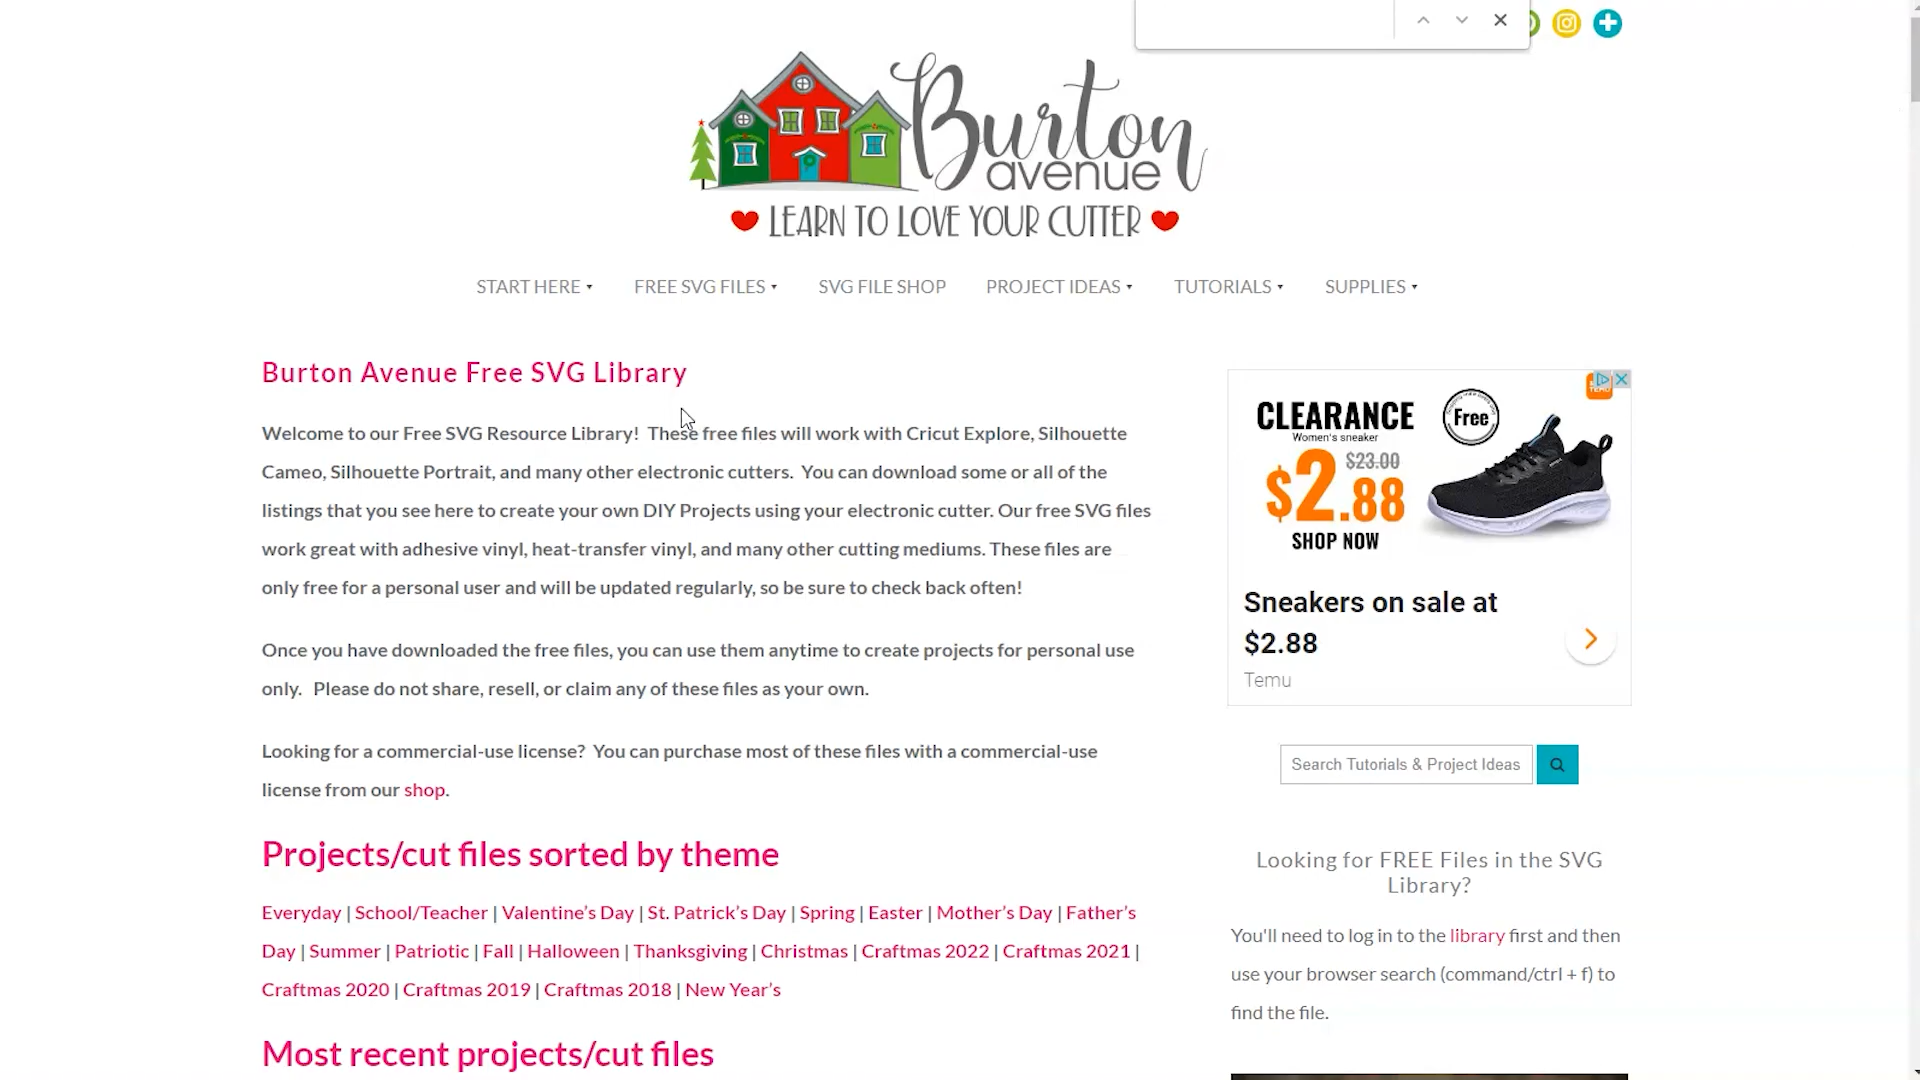 Burton
avenue
LEARN TO LOVE YOUR CUTTER
START HERE
FREE SVG FILES
SVG FILE SHOP
PROJECT IDEAS
TUTORIALS
SUPPLIES
Burton Avenue Free SVG Library
Welcome to our Free SVG Resource Library!  These free files will work with Cricut Explore, Silhouette
Cameo, Silhouette Portrait, and many other electronic cutters.  You can download some or all of the
listings that you see here to create your own DIY Projects using your electronic cutter. Our free SVG files
work great with adhesive vinyl, heat-transfer vinyl, and many other cutting mediums. These files are
only free for a personal user and will be updated regularly, so be sure to check back often!
Once you have downloaded the free files, you can use them anytime to create projects for personal use
only.   Please do not share, resell, or claim any of these files as your own.
Looking for a commercial-use license?  You can purchase most of these files with a commercial-use
license from our shop.
Projects/cut files sorted by theme
Everyday | School/Teacher | Valentine's Day | St. Patrick's Day | Spring | Easter | Mother's Day | Father's
Day | Summer | Patriotic | Fall | Halloween | Thanksgiving | Christmas | Craftmas 2022 | Craftmas 2021 |
Craftmas 2020 | Craftmas 2019 | Craftmas 2018 | New Year's
Most recent projects/cut files
CLEARANCE
Women's sneaker
Free
$23.00
$2.88
SHOP NOW
Sneakers on sale at
$2.88
Temu
Search Tutorials & Project Ideas
Looking for FREE Files in the SVG
Library?
You'll need to log in to the library first and then
use your browser search (command/ctrl + f) to
find the file.